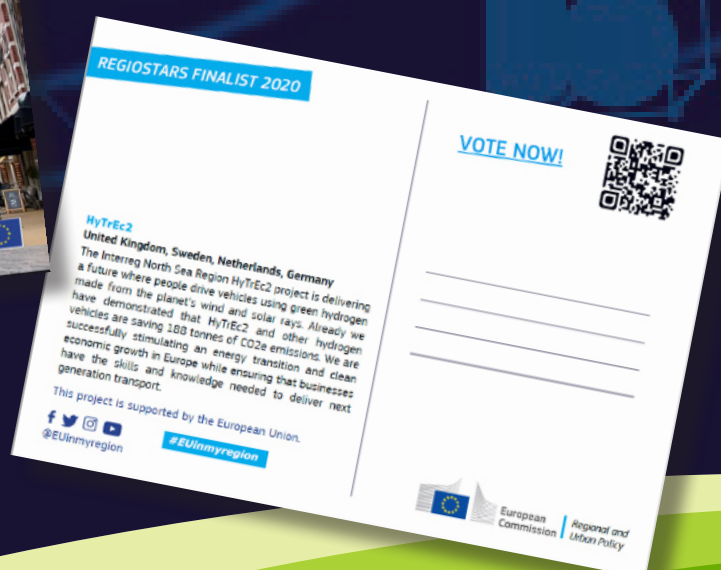 REGIOSTARS FINALIST 2020
HyTrEc2
United Kingdom, Sweden, Netherlands, Germany
The Interreg North Sea Region HyTrEc2 project is delivering
a future where people drive vehicles using green hydrogen
made from the planet's wind and solar rays. Already we
have demonstrated that HyTrEc2 and other hydrogen
vehicles are saving 188 tonnes of CO2e emissions. We are
successfully stimulating an energy transition and clean
economic growth in Europe while ensuring that businesses
have the skills and knowledge needed to deliver next
generation transport.
This project is supported by the European Union.
@EUinmyregion
#EUinmyregion
VOTE NOW!
European
Commission
Regional and
Urban Policy